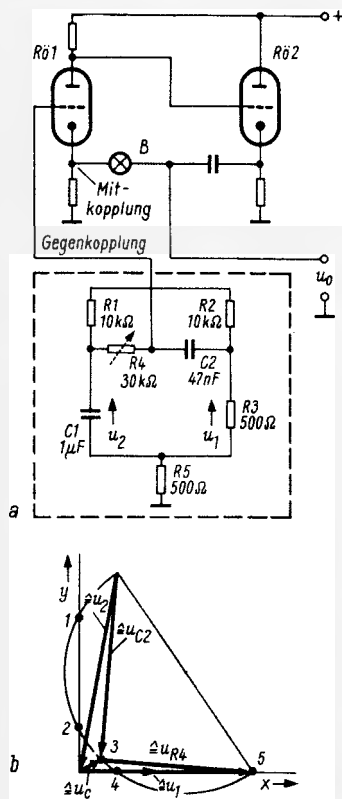 +
Rö1
Rö2
B
Mit-
kopplung
Gegenkopplung
u0
R1
10kΩ
R2
10kΩ
R4
30kΩ
C2
47nF
C1
1µF
u2
u1
R3
500Ω
R5
500Ω
a
y
1
≙u2
≙uC2
2
3
≙uR4
5
b
≙uC
4
≙u1
x